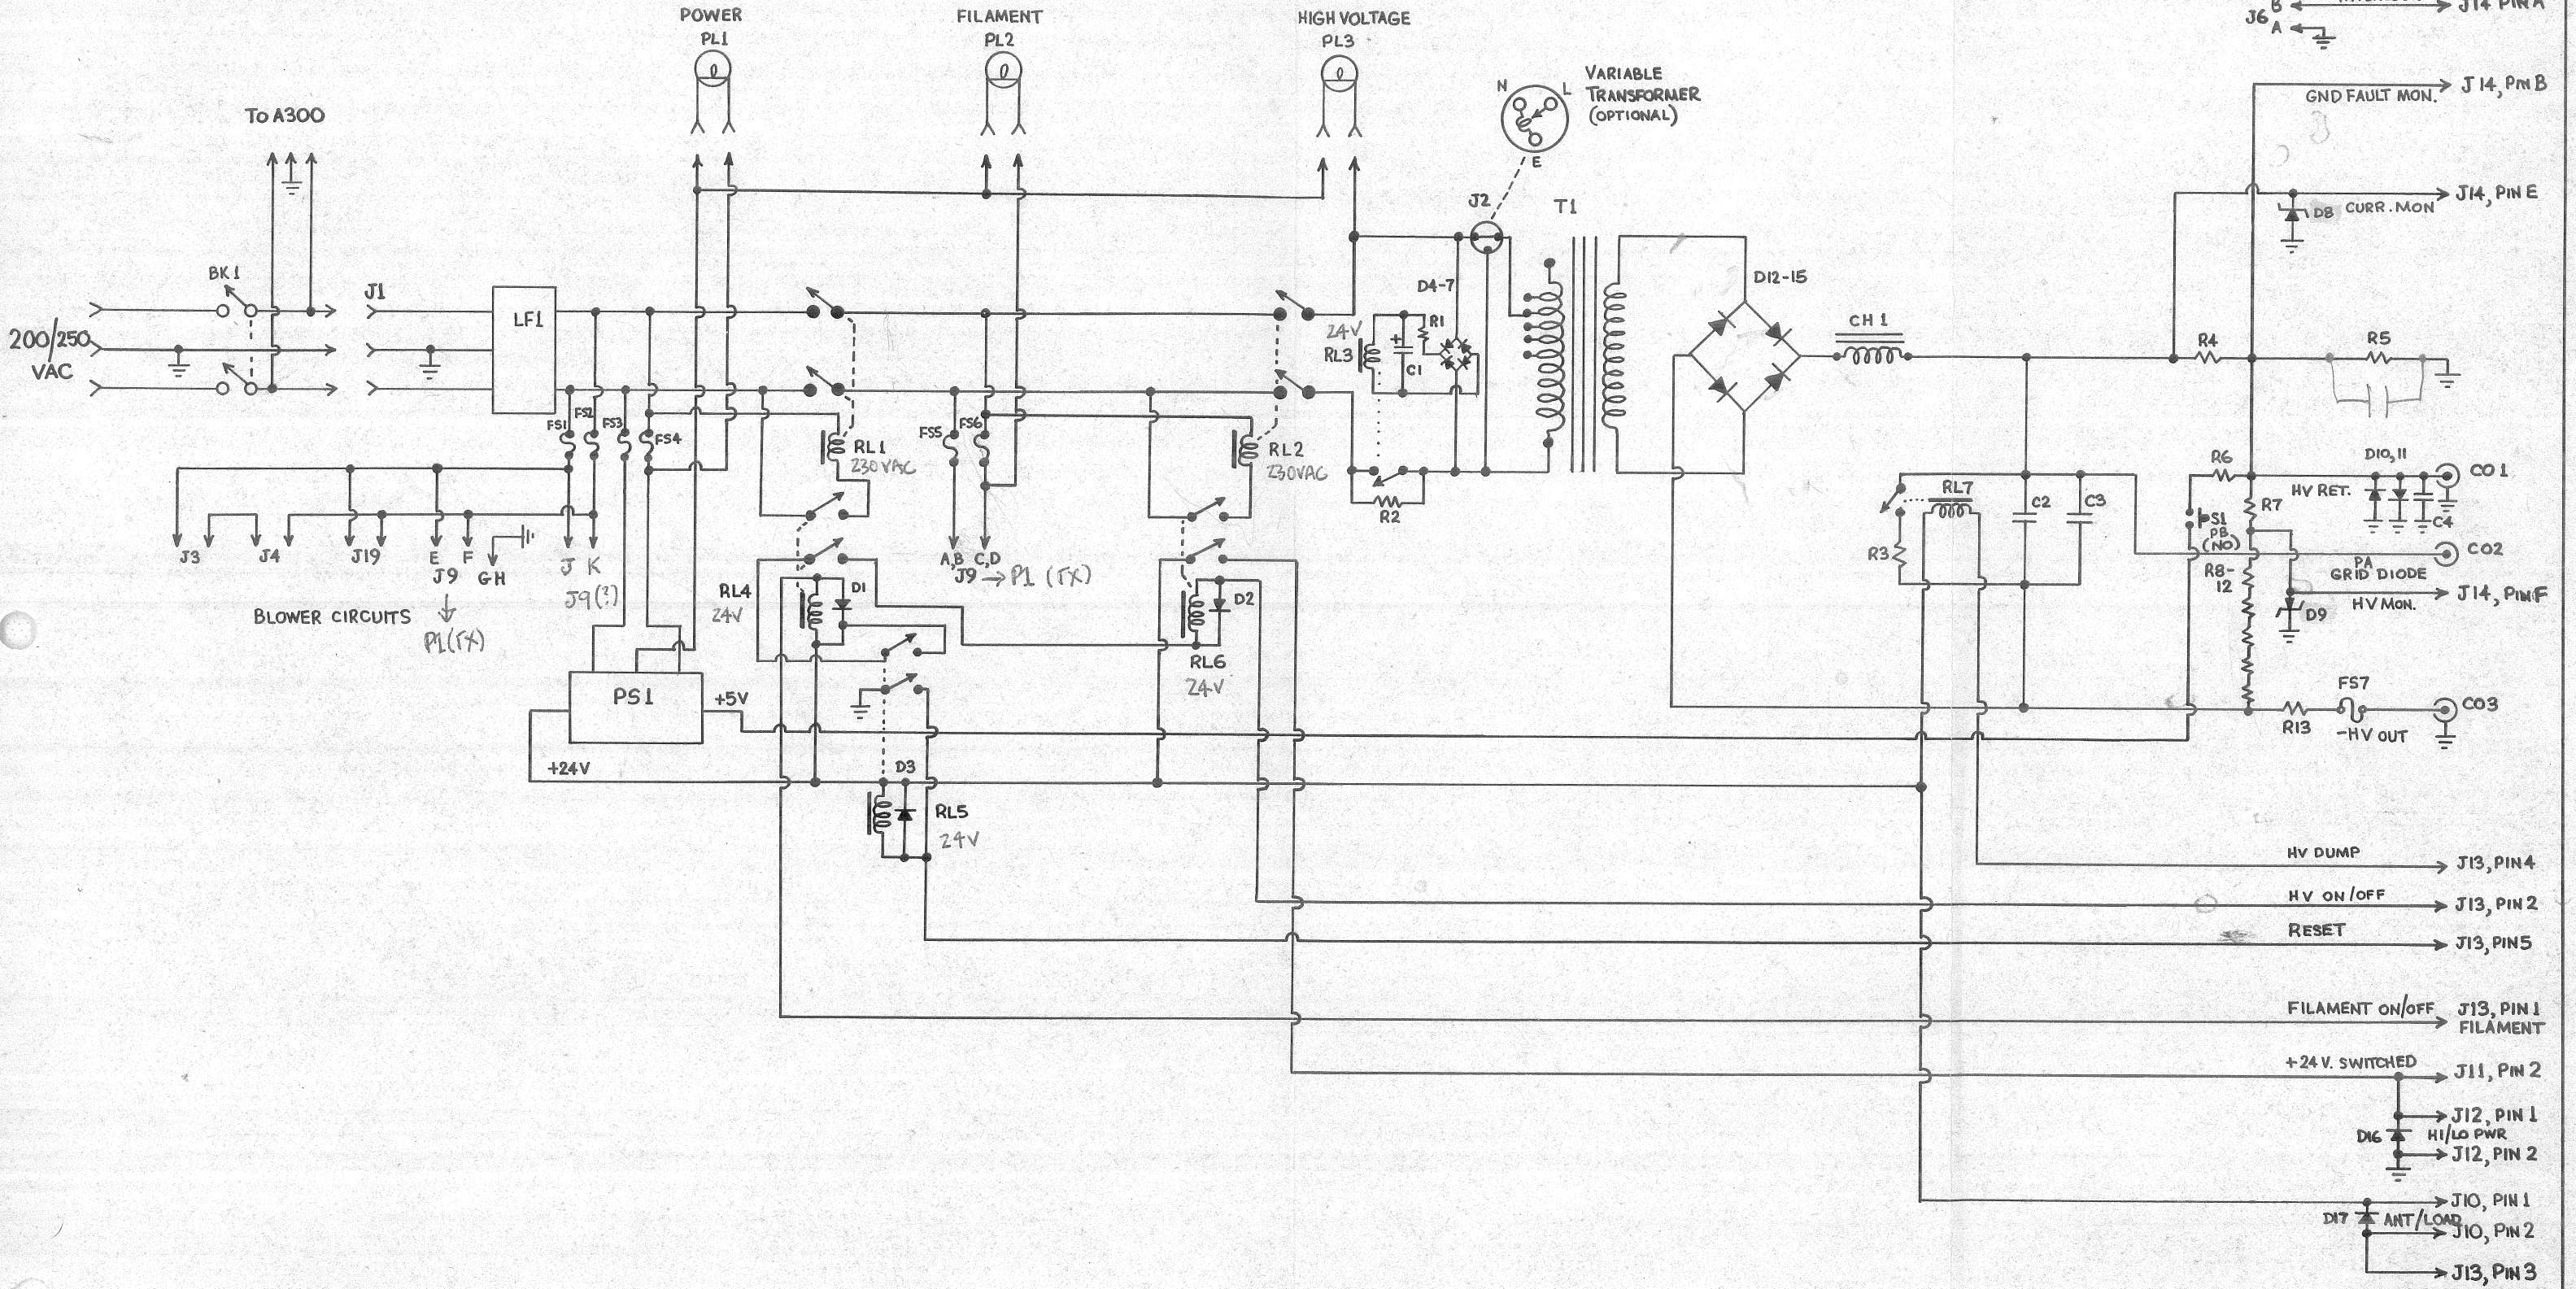 POWER
PL1
FILAMENT
PL2
HIGH VOLTAGE
PL3
N
L
E
VARIABLE
TRANSFORMER
(OPTIONAL)
J6
B
A
J14 PIN A
J14, PIN B
GND FAULT MON.
J14, PIN E
D8
CURR. MON
TO A300
BK1
J1
LF1
200/250
VAC
J2
T1
D4-7
D12-15
24V
RL3
R1
+
C1
R2
CH 1
R4
R5
FS1
FS2
FS3
FS4
RL1
230VAC
FS5
FS6
RL2
230VAC
R6
D10,11
CO1
HV RET.
C4
R7
S1
PB
(NO)
RL7
C2
C3
R3
CO2
PA
GRID DIODE
R8-
12
J14, PIN F
HV MON.
D9
J3
J4
J19
E
F
J9
GH
J K
J9(?)
A,B C,D
J9 → P1 (TX)
BLOWER CIRCUITS
P1(TX)
RL4
24V
D1
D2
RL6
24V
PS1
+5V
+24V
D3
RL5
24V
FS7
R13
-HV OUT
CO3
HV DUMP
J13, PIN 4
HV ON/OFF
J13, PIN 2
RESET
J13, PIN 5
FILAMENT ON/OFF
J13, PIN 1
FILAMENT
+24V. SWITCHED
J11, PIN 2
J12, PIN 1
D16
HI/LO PWR
J12, PIN 2
J10, PIN 1
D17
ANT/LOAD
J10, PIN 2
J13, PIN 3